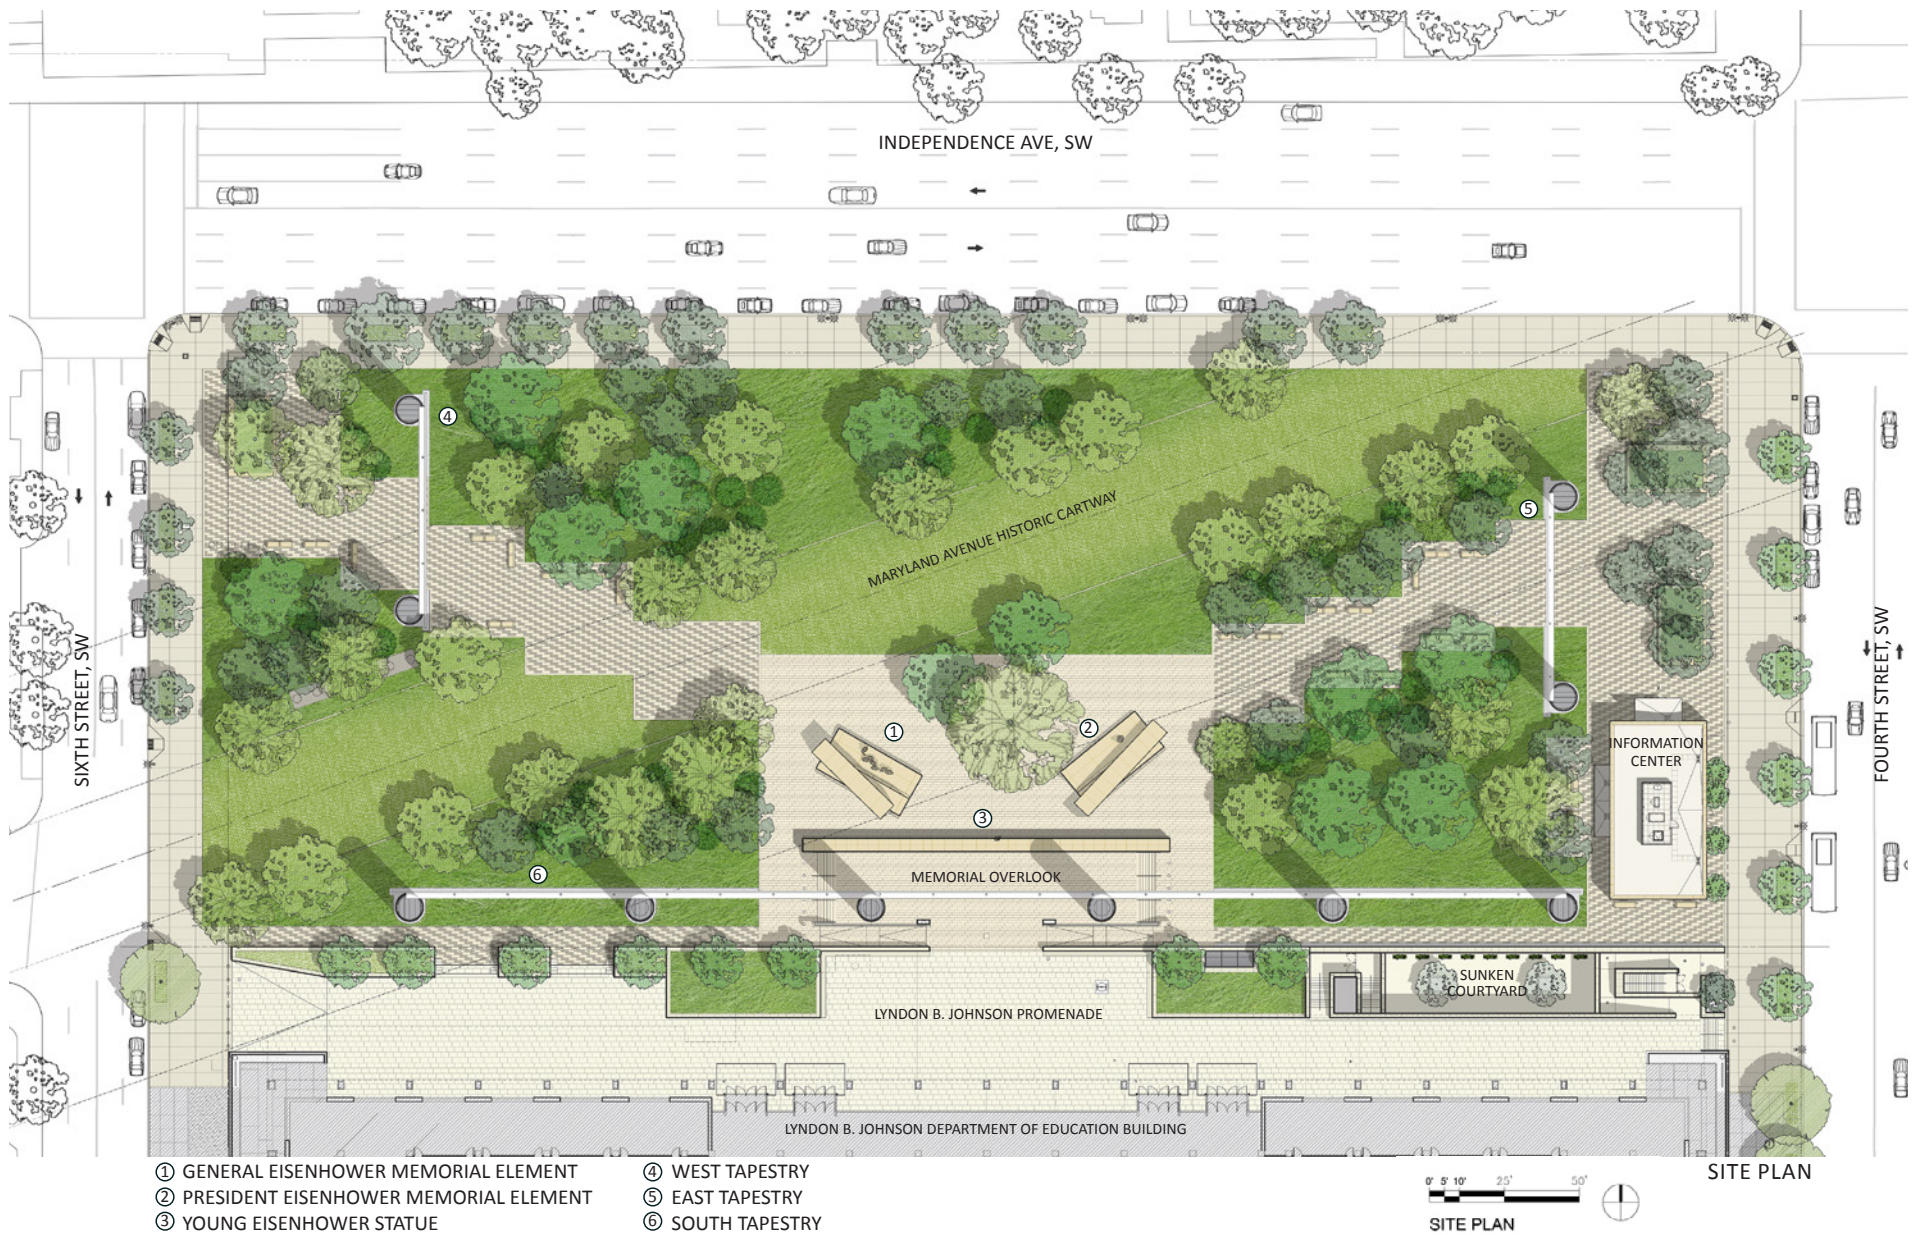 INDEPENDENCE AVE, SW
4
5
MARYLAND AVENUE HISTORIC CARTWAY
SIXTH STREET, SW
FOURTH STREET, SW
1
2
INFORMATION
CENTER
3
MEMORIAL OVERLOOK
6
SUNKEN
COURTYARD
LYNDON B. JOHNSON PROMENADE
LYNDON B. JOHNSON DEPARTMENT OF EDUCATION BUILDING
1 GENERAL EISENHOWER MEMORIAL ELEMENT
2 PRESIDENT EISENHOWER MEMORIAL ELEMENT
3 YOUNG EISENHOWER STATUE
4 WEST TAPESTRY
5 EAST TAPESTRY
6 SOUTH TAPESTRY
SITE PLAN
0' 5' 10' 25' 50'
SITE PLAN